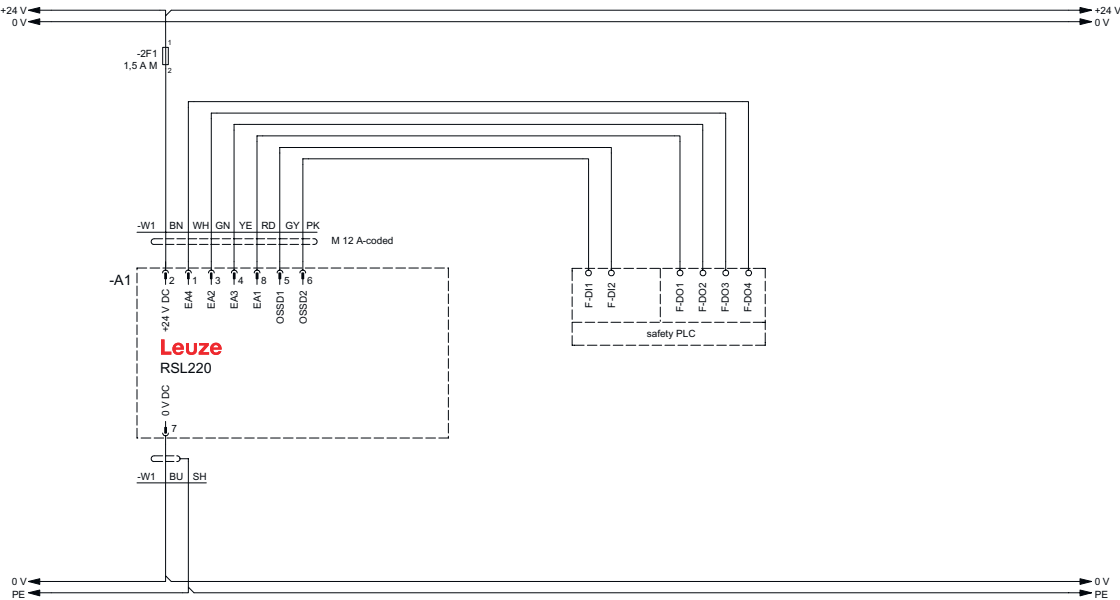 +24 V
+24 V
0 V
0 V
-2F1
1
1,5 A M
2
-W1 BN WH GN YE RD GY PK
M 12 A-coded
-A1
2 1 3 4 8 5 6
+24 V DC
EA4
EA2
EA3
EA1
OSSD1
OSSD2
F-DI1
F-DI2
F-DO1
F-DO2
F-DO3
F-DO4
safety PLC
Leuze
RSL220
0 V DC
7
-W1 BU SH
0 V
0 V
PE
PE